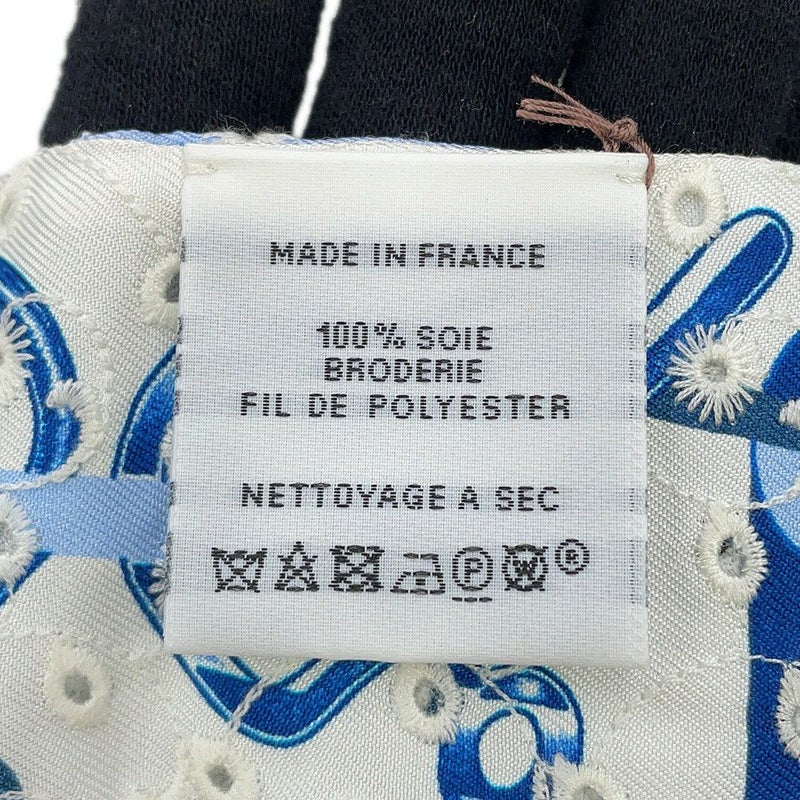 MADE IN FRANCE
100% SOIE
BRODERIE
FIL DE POLYESTER
NETTOYAGE A SEC
P W ®